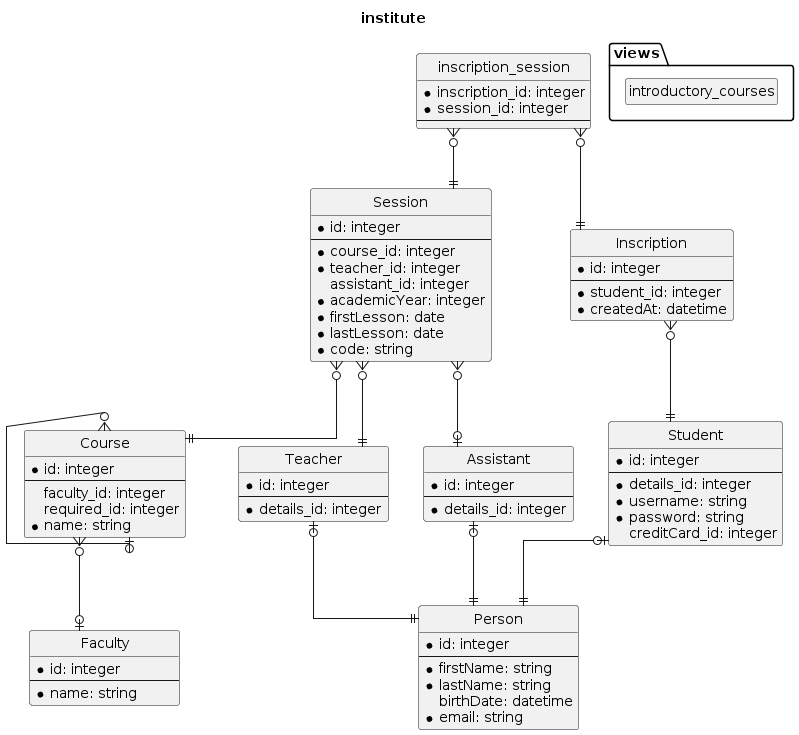 institute
inscription_session
inscription_id: integer
session_id: integer
views
introductory_courses
Session
id: integer
course_id: integer
teacher_id: integer
assistant_id: integer
academicYear: integer
firstLesson: date
lastLesson: date
code: string
Inscription
id: integer
student_id: integer
createdAt: datetime
Course
id: integer
faculty_id: integer
required_id: integer
name: string
Teacher
id: integer
details_id: integer
Assistant
id: integer
details_id: integer
Student
id: integer
details_id: integer
username: string
password: string
creditCard_id: integer
Faculty
id: integer
name: string
Person
id: integer
firstName: string
lastName: string
birthDate: datetime
email: string